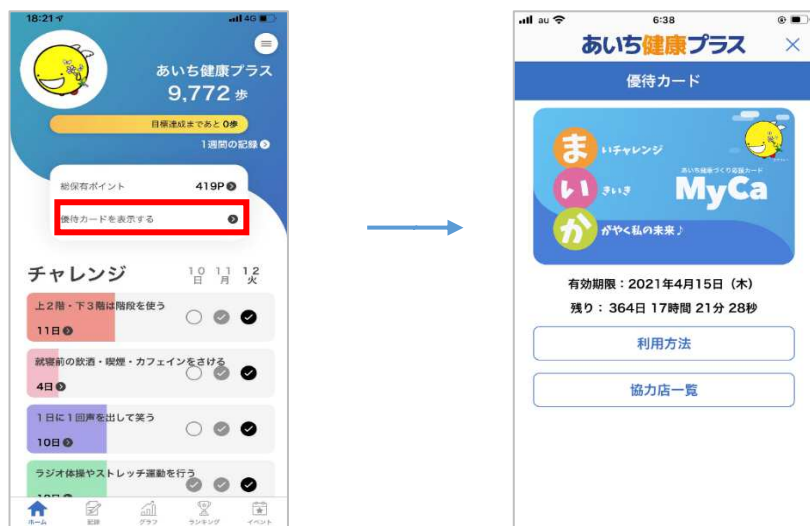 18:21
4G
あいち健康プラス
9,772 歩
目標達成まであと 0歩
1週間の記録
総保有ポイント 419P
優待カードを表示する
チャレンジ
10 11 12
日 月 火
上2階・下3階は階段を使う
11日
就寝前の飲酒・喫煙・カフェインをさける
4日
1日に1回声を出して笑う
10日
ラジオ体操やストレッチ運動を行う
ホーム 記録 グラフ ランキング イベント
au 6:38
あいち健康プラス
優待カード
まいチャレンジ
いきいき
かがやく私の未来♪
あいち健康づくり応援カード
MyCa
有効期限:2021年4月15日(木)
残り: 364日 17時間 21分 28秒
利用方法
協力店一覧